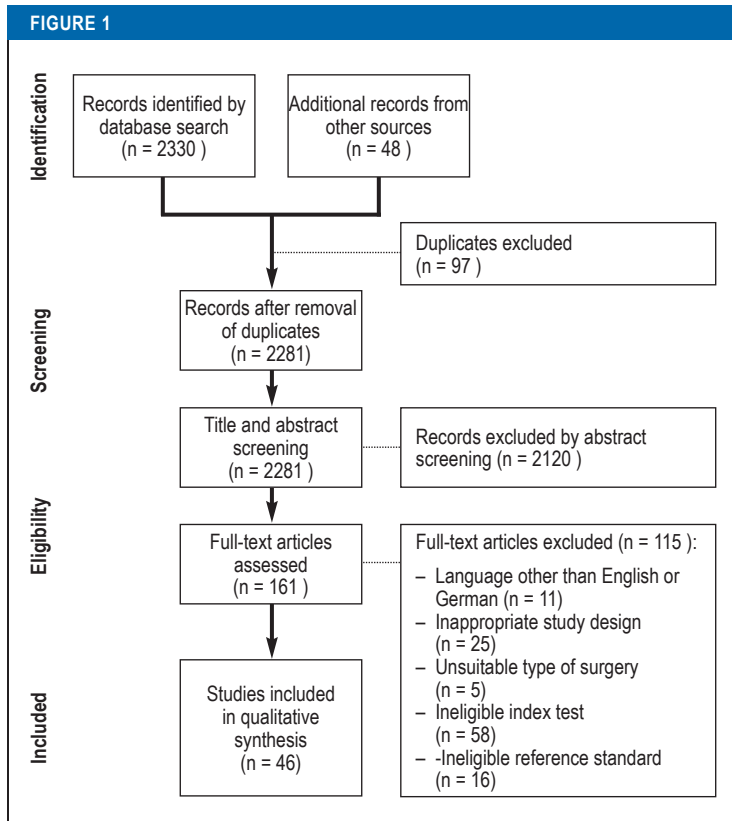 FIGURE 1
Identification
Records identified by
database search
(n = 2330 )
Additional records from
other sources
(n = 48 )
Duplicates excluded
(n = 97 )
Screening
Records after removal
of duplicates
(n = 2281)
Title and abstract
screening
(n = 2281 )
Records excluded by abstract
screening (n = 2120 )
Eligibility
Full-text articles
assessed
(n = 161 )
Full-text articles excluded (n = 115 ):
– Language other than English or
German (n = 11)
– Inappropriate study design
(n = 25)
– Unsuitable type of surgery
(n = 5)
– Ineligible index test
(n = 58)
– -Ineligible reference standard
(n = 16)
Included
Studies included
in qualitative
synthesis
(n = 46)